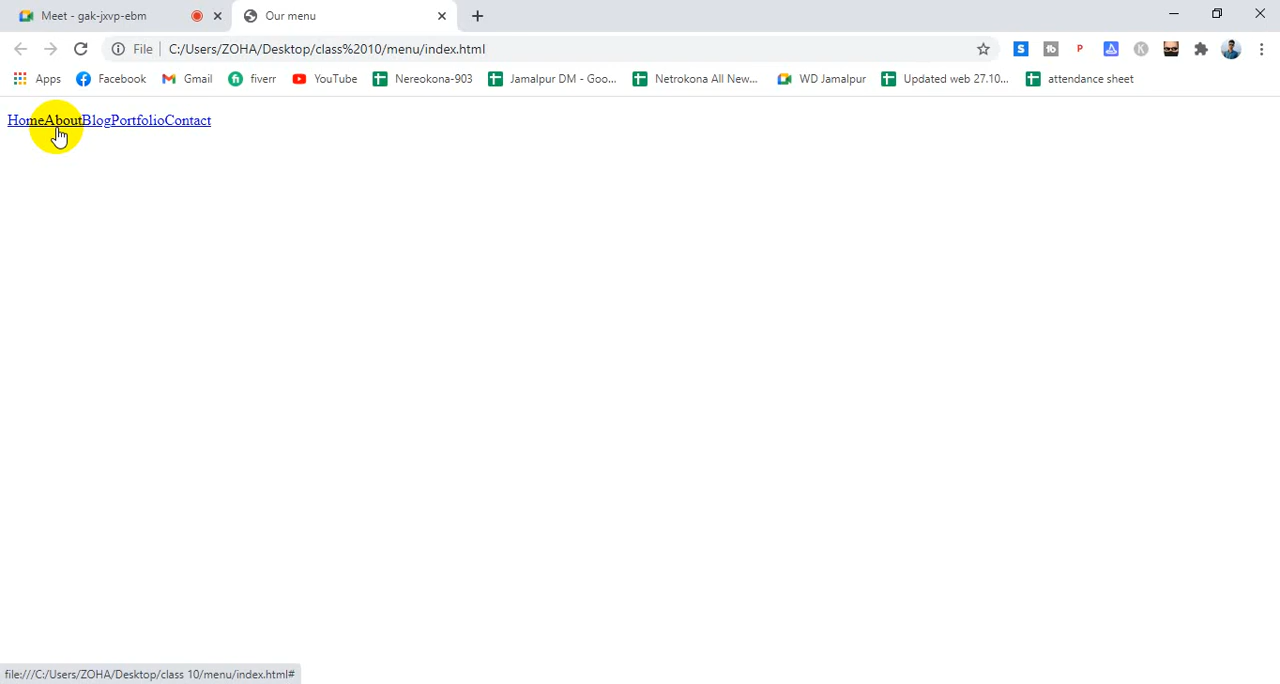 Meet - gak-jxvp-ebm
Our menu
File C:/Users/ZOHA/Desktop/class%2010/menu/index.html
Apps Facebook Gmail fiverr YouTube Nereokona-903 Jamalpur DM - Goo... Netrokona All New... WD Jamalpur Updated web 27.10... attendance sheet
HomeAboutBlogPortfolioContact
file:///C:/Users/ZOHA/Desktop/class 10/menu/index.html#